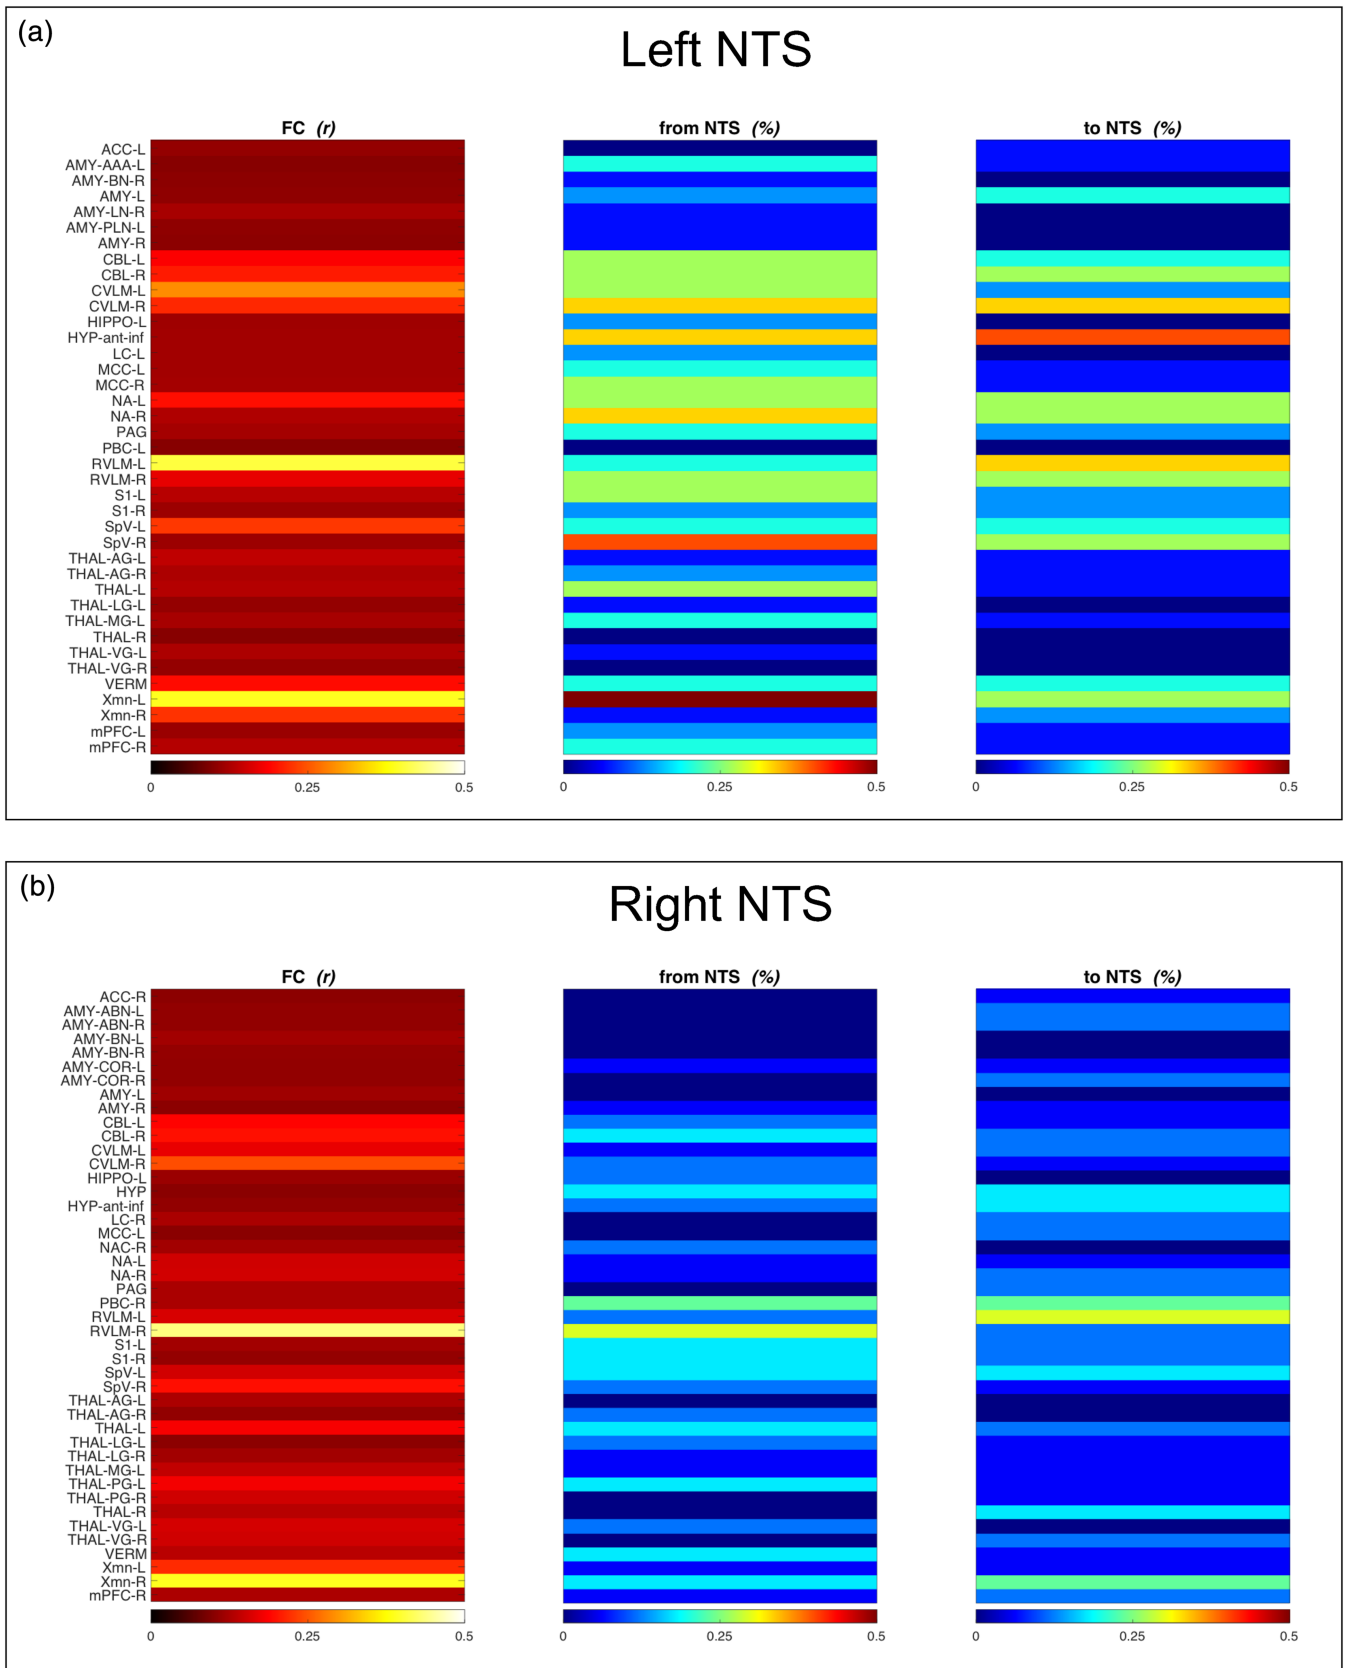 (a)
Left NTS
FC (r)
from NTS (%)
to NTS (%)
ACC-L
AMY-AAA-L
AMY-BN-R
AMY-L
AMY-LN-R
AMY-PLN-L
AMY-R
CBL-L
CBL-R
CVLM-L
CVLM-R
HIPPO-L
HYP-ant-inf
LC-L
MCC-L
MCC-R
NA-L
NA-R
PAG
PBC-L
RVLM-L
RVLM-R
S1-L
S1-R
SpV-L
SpV-R
THAL-AG-L
THAL-AG-R
THAL-L
THAL-LG-L
THAL-MG-L
THAL-R
THAL-VG-L
THAL-VG-R
VERM
Xmn-L
Xmn-R
mPFC-L
mPFC-R
0 0.25 0.5
0 0.25 0.5
0 0.25 0.5
(b)
Right NTS
FC (r)
from NTS (%)
to NTS (%)
ACC-R
AMY-ABN-L
AMY-ABN-R
AMY-BN-L
AMY-BN-R
AMY-COR-L
AMY-COR-R
AMY-L
AMY-R
CBL-L
CBL-R
CVLM-L
CVLM-R
HIPPO-L
HYP
HYP-ant-inf
LC-R
MCC-L
NAC-R
NA-L
NA-R
PAG
PBC-R
RVLM-L
RVLM-R
S1-L
S1-R
SpV-L
SpV-R
THAL-AG-L
THAL-AG-R
THAL-L
THAL-LG-L
THAL-LG-R
THAL-MG-L
THAL-PG-L
THAL-PG-R
THAL-R
THAL-VG-L
THAL-VG-R
VERM
Xmn-L
Xmn-R
mPFC-R
0 0.25 0.5
0 0.25 0.5
0 0.25 0.5